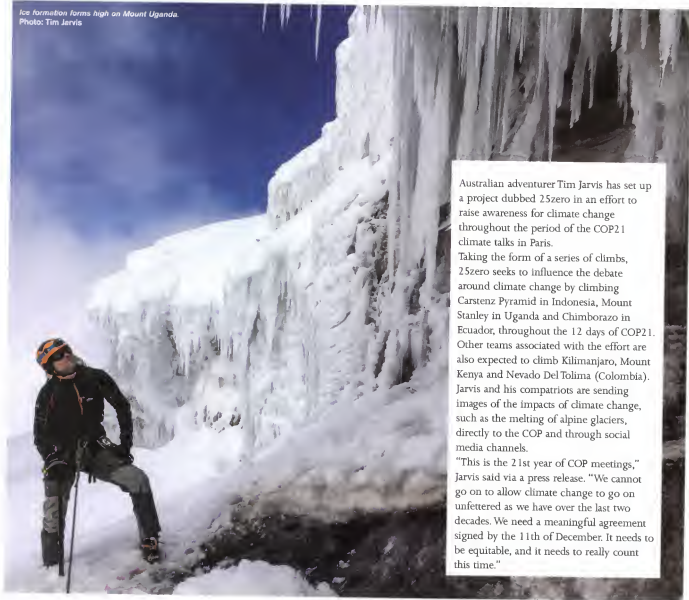 Ice formation forms high on Mount Uganda.
Photo: Tim Jarvis
Australian adventurer Tim Jarvis has set up
a project dubbed 25zero in an effort to
raise awareness for climate change
throughout the period of the COP21
climate talks in Paris.
Taking the form of a series of climbs,
25zero seeks to influence the debate
around climate change by climbing
Carstenz Pyramid in Indonesia, Mount
Stanley in Uganda and Chimborazo in
Ecuador, throughout the 12 days of COP21.
Other teams associated with the effort are
also expected to climb Kilimanjaro, Mount
Kenya and Nevado Del Tolima (Colombia).
Jarvis and his compatriots are sending
images of the impacts of climate change,
such as the melting of alpine glaciers,
directly to the COP and through social
media channels.
"This is the 21st year of COP meetings,"
Jarvis said via a press release. "We cannot
go on to allow climate change to go on
unfettered as we have over the last two
decades. We need a meaningful agreement
signed by the 11th of December. It needs to
be equitable, and it needs to really count
this time."